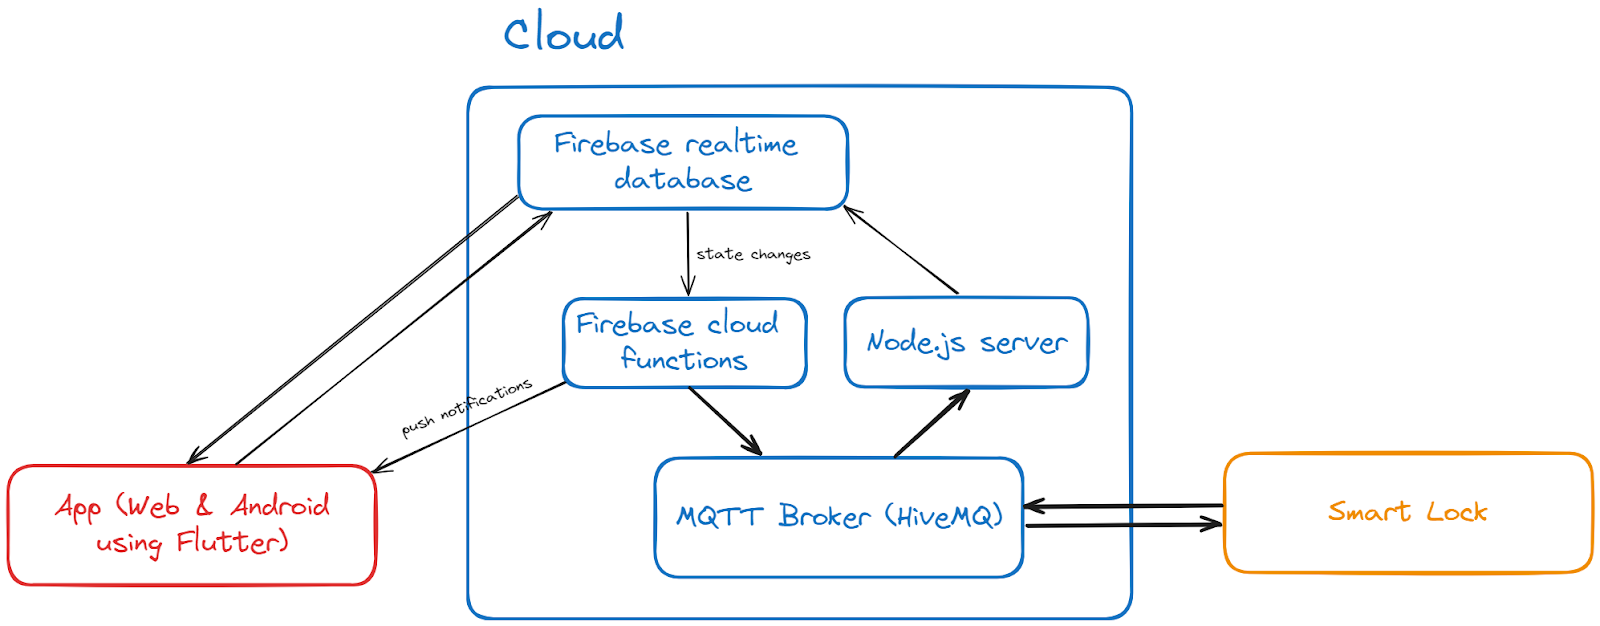 Cloud
Firebase realtime
database
state changes
Firebase cloud
functions
Node.js server
push notifications
App (Web & Android
using Flutter)
MQTT Broker (HiveMQ)
Smart Lock